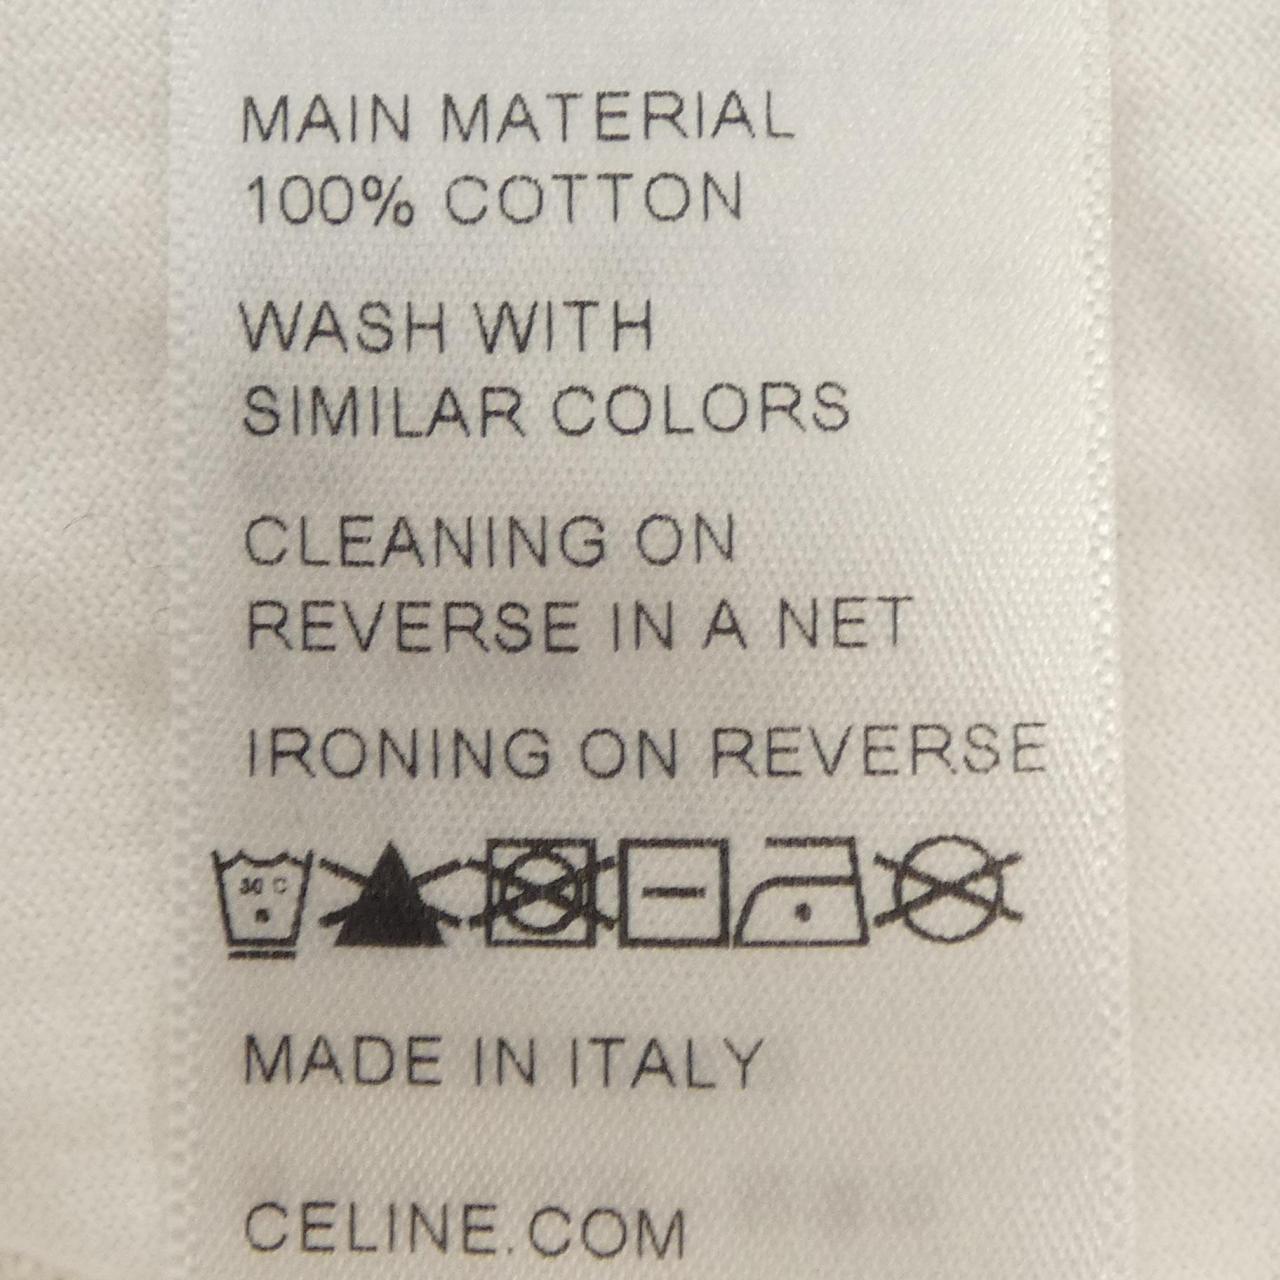 MAIN MATERIAL
100% COTTON
WASH WITH
SIMILAR COLORS
CLEANING ON
REVERSE IN A NET
IRONING ON REVERSE
30 C
MADE IN ITALY
CELINE.COM